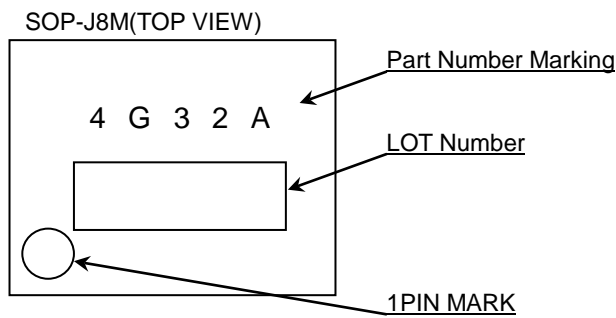 SOP-J8M(TOP VIEW)
Part Number Marking
4 G 3 2 A
LOT Number
1PIN MARK